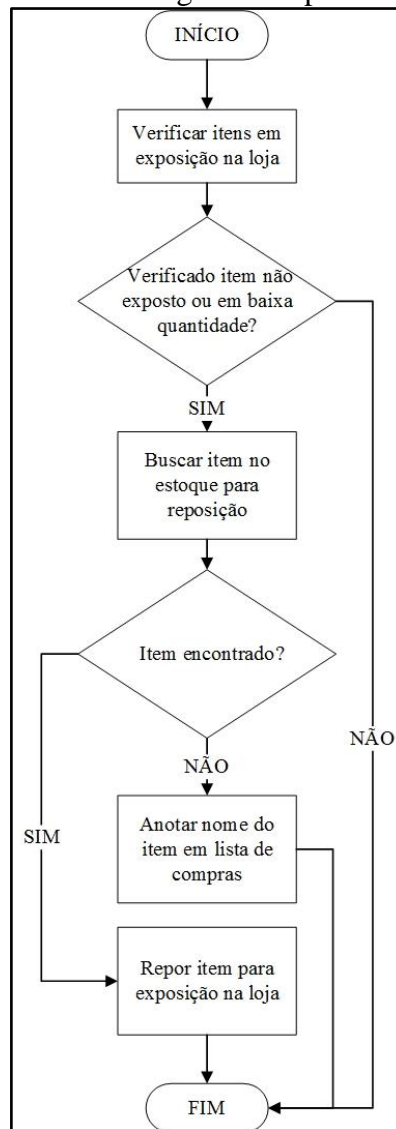 INÍCIO
Verificar itens em
exposição na loja
Verificado item não
exposto ou em baixa
quantidade?
SIM
Buscar item no
estoque para
reposição
Item encontrado?
NÃO
NÃO
Anotar nome do
item em lista de
compras
SIM
Repor item para
exposição na loja
FIM